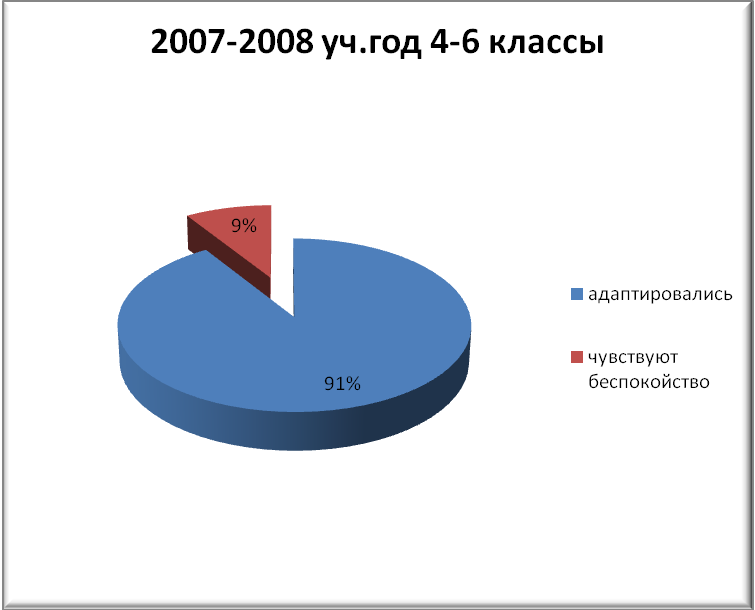 2007-2008 уч.год 4-6 классы
9%
91%
адаптировались
чувствуют
беспокойство